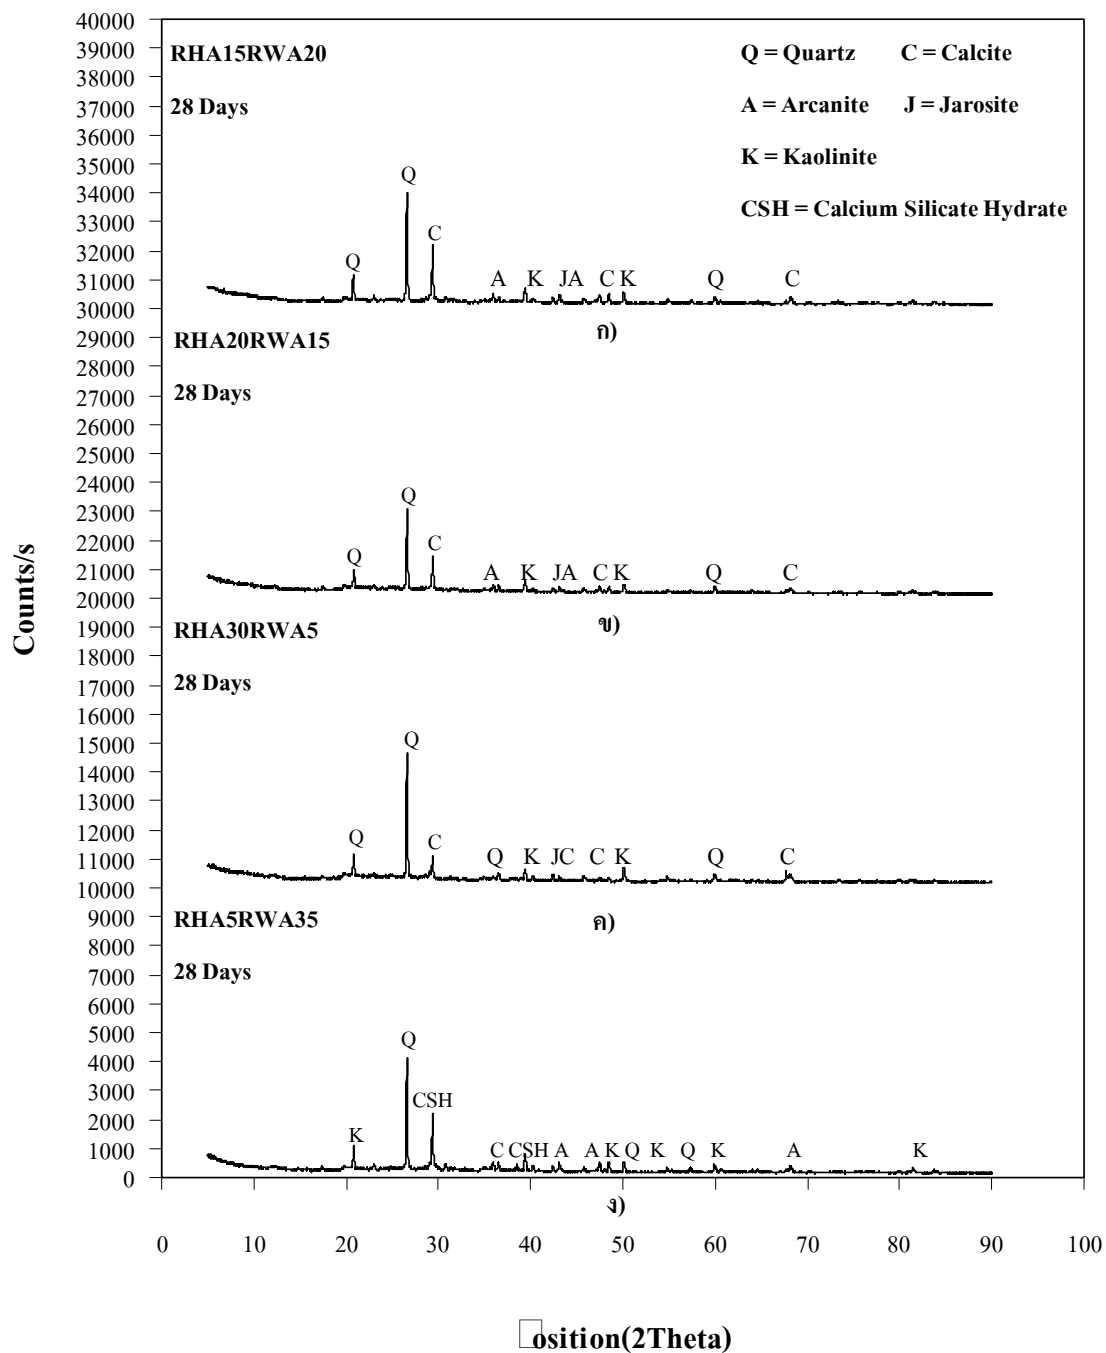 40000
39000
38000
37000
36000
35000
34000
33000
32000
31000
30000
29000
28000
27000
26000
25000
24000
23000
22000
21000
20000
19000
18000
17000
16000
15000
14000
13000
12000
11000
10000
9000
8000
7000
6000
5000
4000
3000
2000
1000
0
Counts/s
RHA15RWA20
28 Days
Q = Quartz C = Calcite
A = Arcanite J = Jarosite
K = Kaolinite
CSH = Calcium Silicate Hydrate
Q
C
Q
A K JA C K Q C
ก)
RHA20RWA15
28 Days
Q
C
Q
A K JA C K Q C
ข)
RHA30RWA5
28 Days
Q
Q
C
Q K JC C K Q C
ค)
RHA5RWA35
28 Days
Q
CSH
K
C CSH A A K Q K Q K A K
ง)
0 10 20 30 40 50 60 70 80 90 100
osition(2Theta)